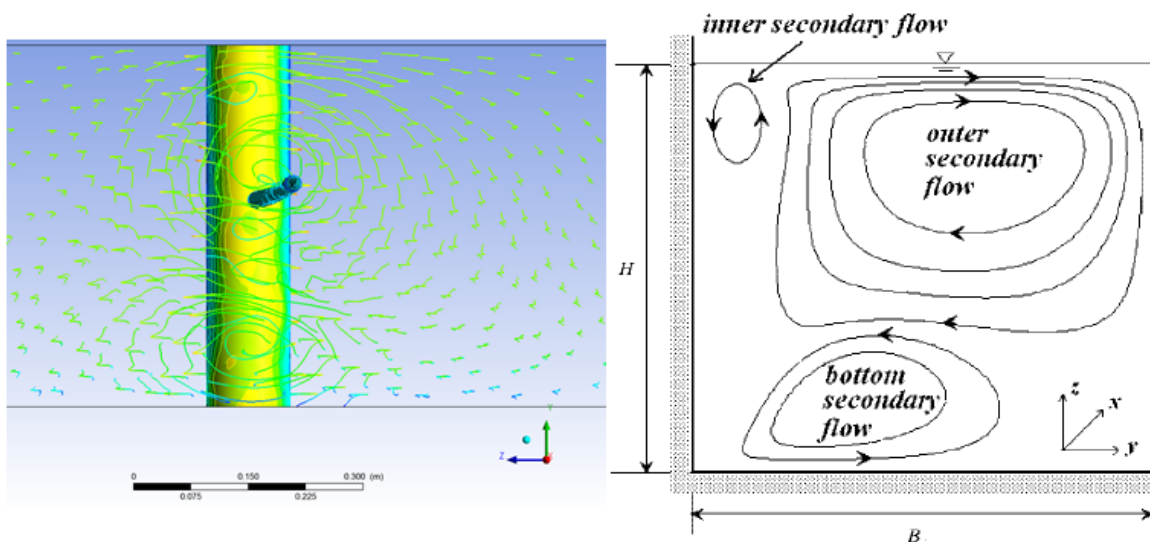 inner secondary flow
outer
secondary
flow
H
bottom
secondary
flow
z
x
y
B
Y
Z
0 0.150 0.300 (m)
0.075 0.225